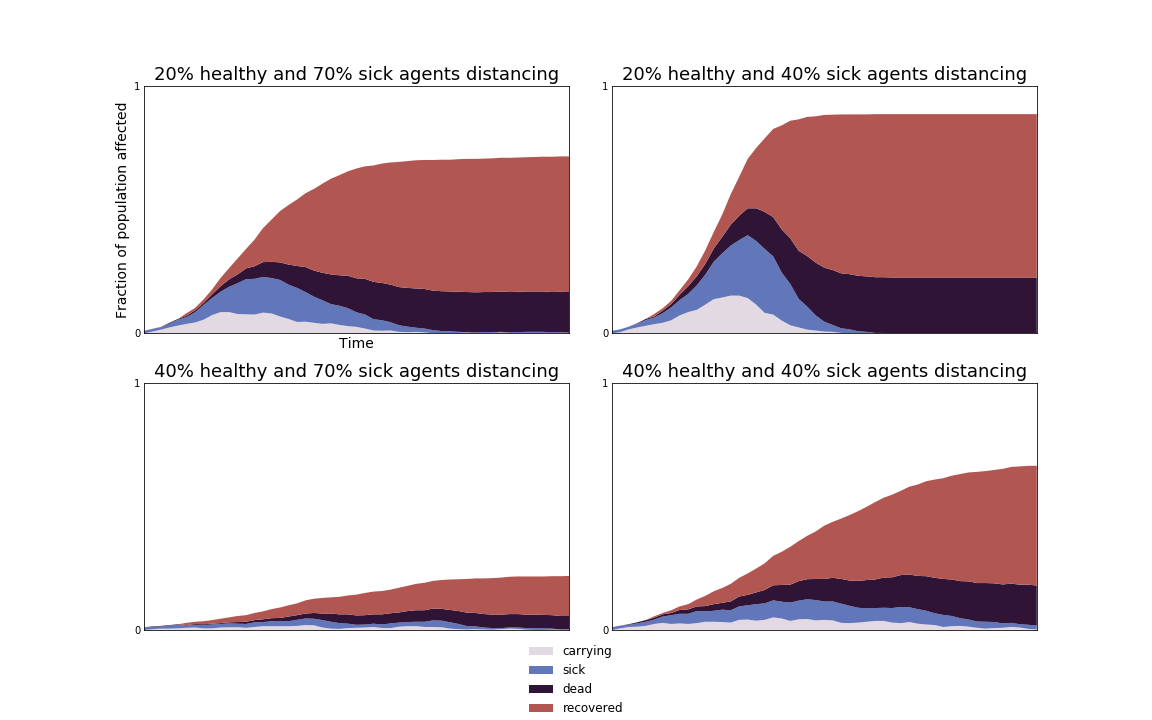 20% healthy and 70% sick agents distancing
20% healthy and 40% sick agents distancing
1
1
Fraction of population affected
0
0
Time
40% healthy and 70% sick agents distancing
40% healthy and 40% sick agents distancing
1
1
0
0
carrying
sick
dead
recovered